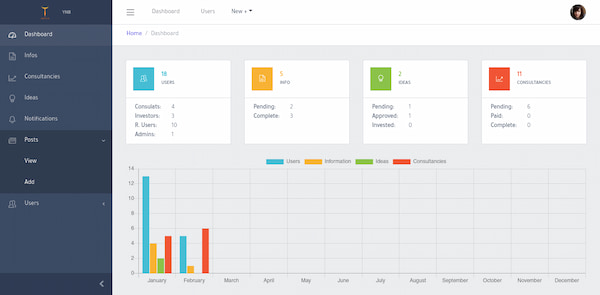 YNB
Dashboard
Infos
Consultancies
Ideas
Notifications
Posts
View
Add
Users
Dashboard Users New +
Home / Dashboard
18
USERS
Consulats: 4
Investors: 3
R. Users: 10
Admins: 1
5
INFO
Pending: 2
Complete: 3
2
IDEAS
Pending: 1
Approved: 1
Invested: 0
11
CONSULTANCIES
Pending: 6
Paid: 0
Complete: 0
Users Information Ideas Consultancies
14
12
10
8
6
4
2
0
January February March April May June July August September October November December